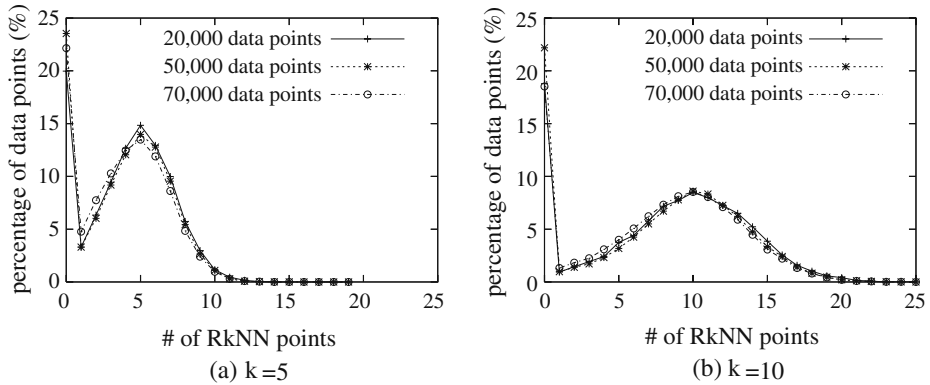 percentage of data points (%)
25
20
15
10
5
0
20,000 data points
50,000 data points
70,000 data points
0 5 10 15 20 25
# of RkNN points
(a) k =5
percentage of data points (%)
25
20
15
10
5
0
20,000 data points
50,000 data points
70,000 data points
0 5 10 15 20 25
# of RkNN points
(b) k =10